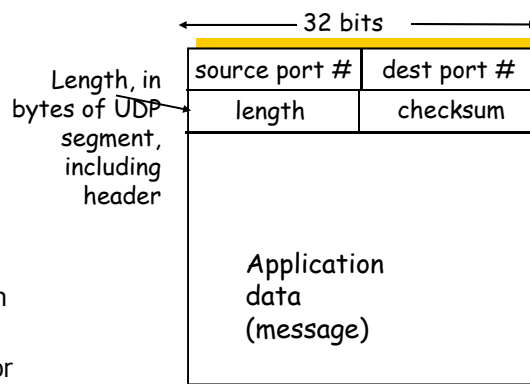 32 bits
source port # dest port #
Length, in
bytes of UDP
segment,
including
header
length checksum
Application
data
(message)
n
or